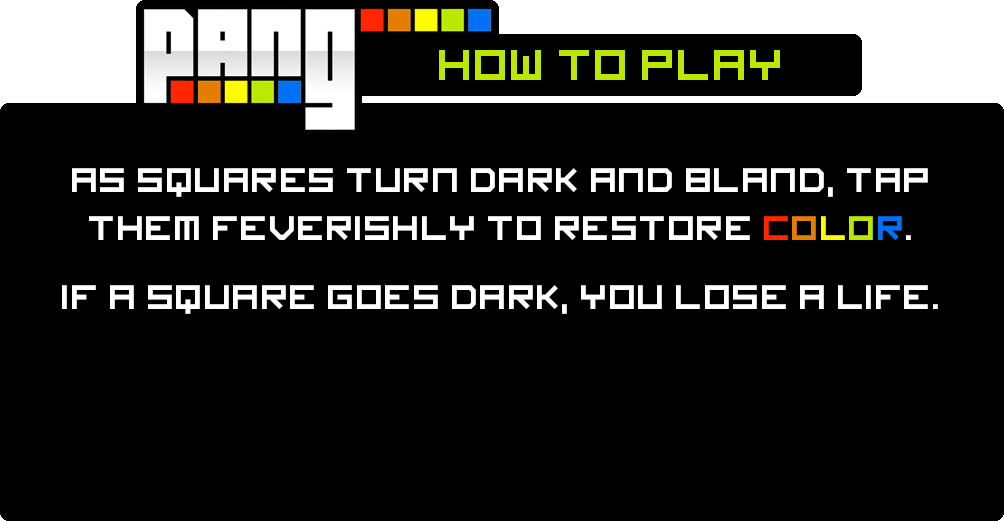 PANG
HOW TO PLAY
AS SQUARES TURN DARK AND BLAND, TAP
THEM FEVERISHLY TO RESTORE COLOR.
IF A SQUARE GOES DARK, YOU LOSE A LIFE.